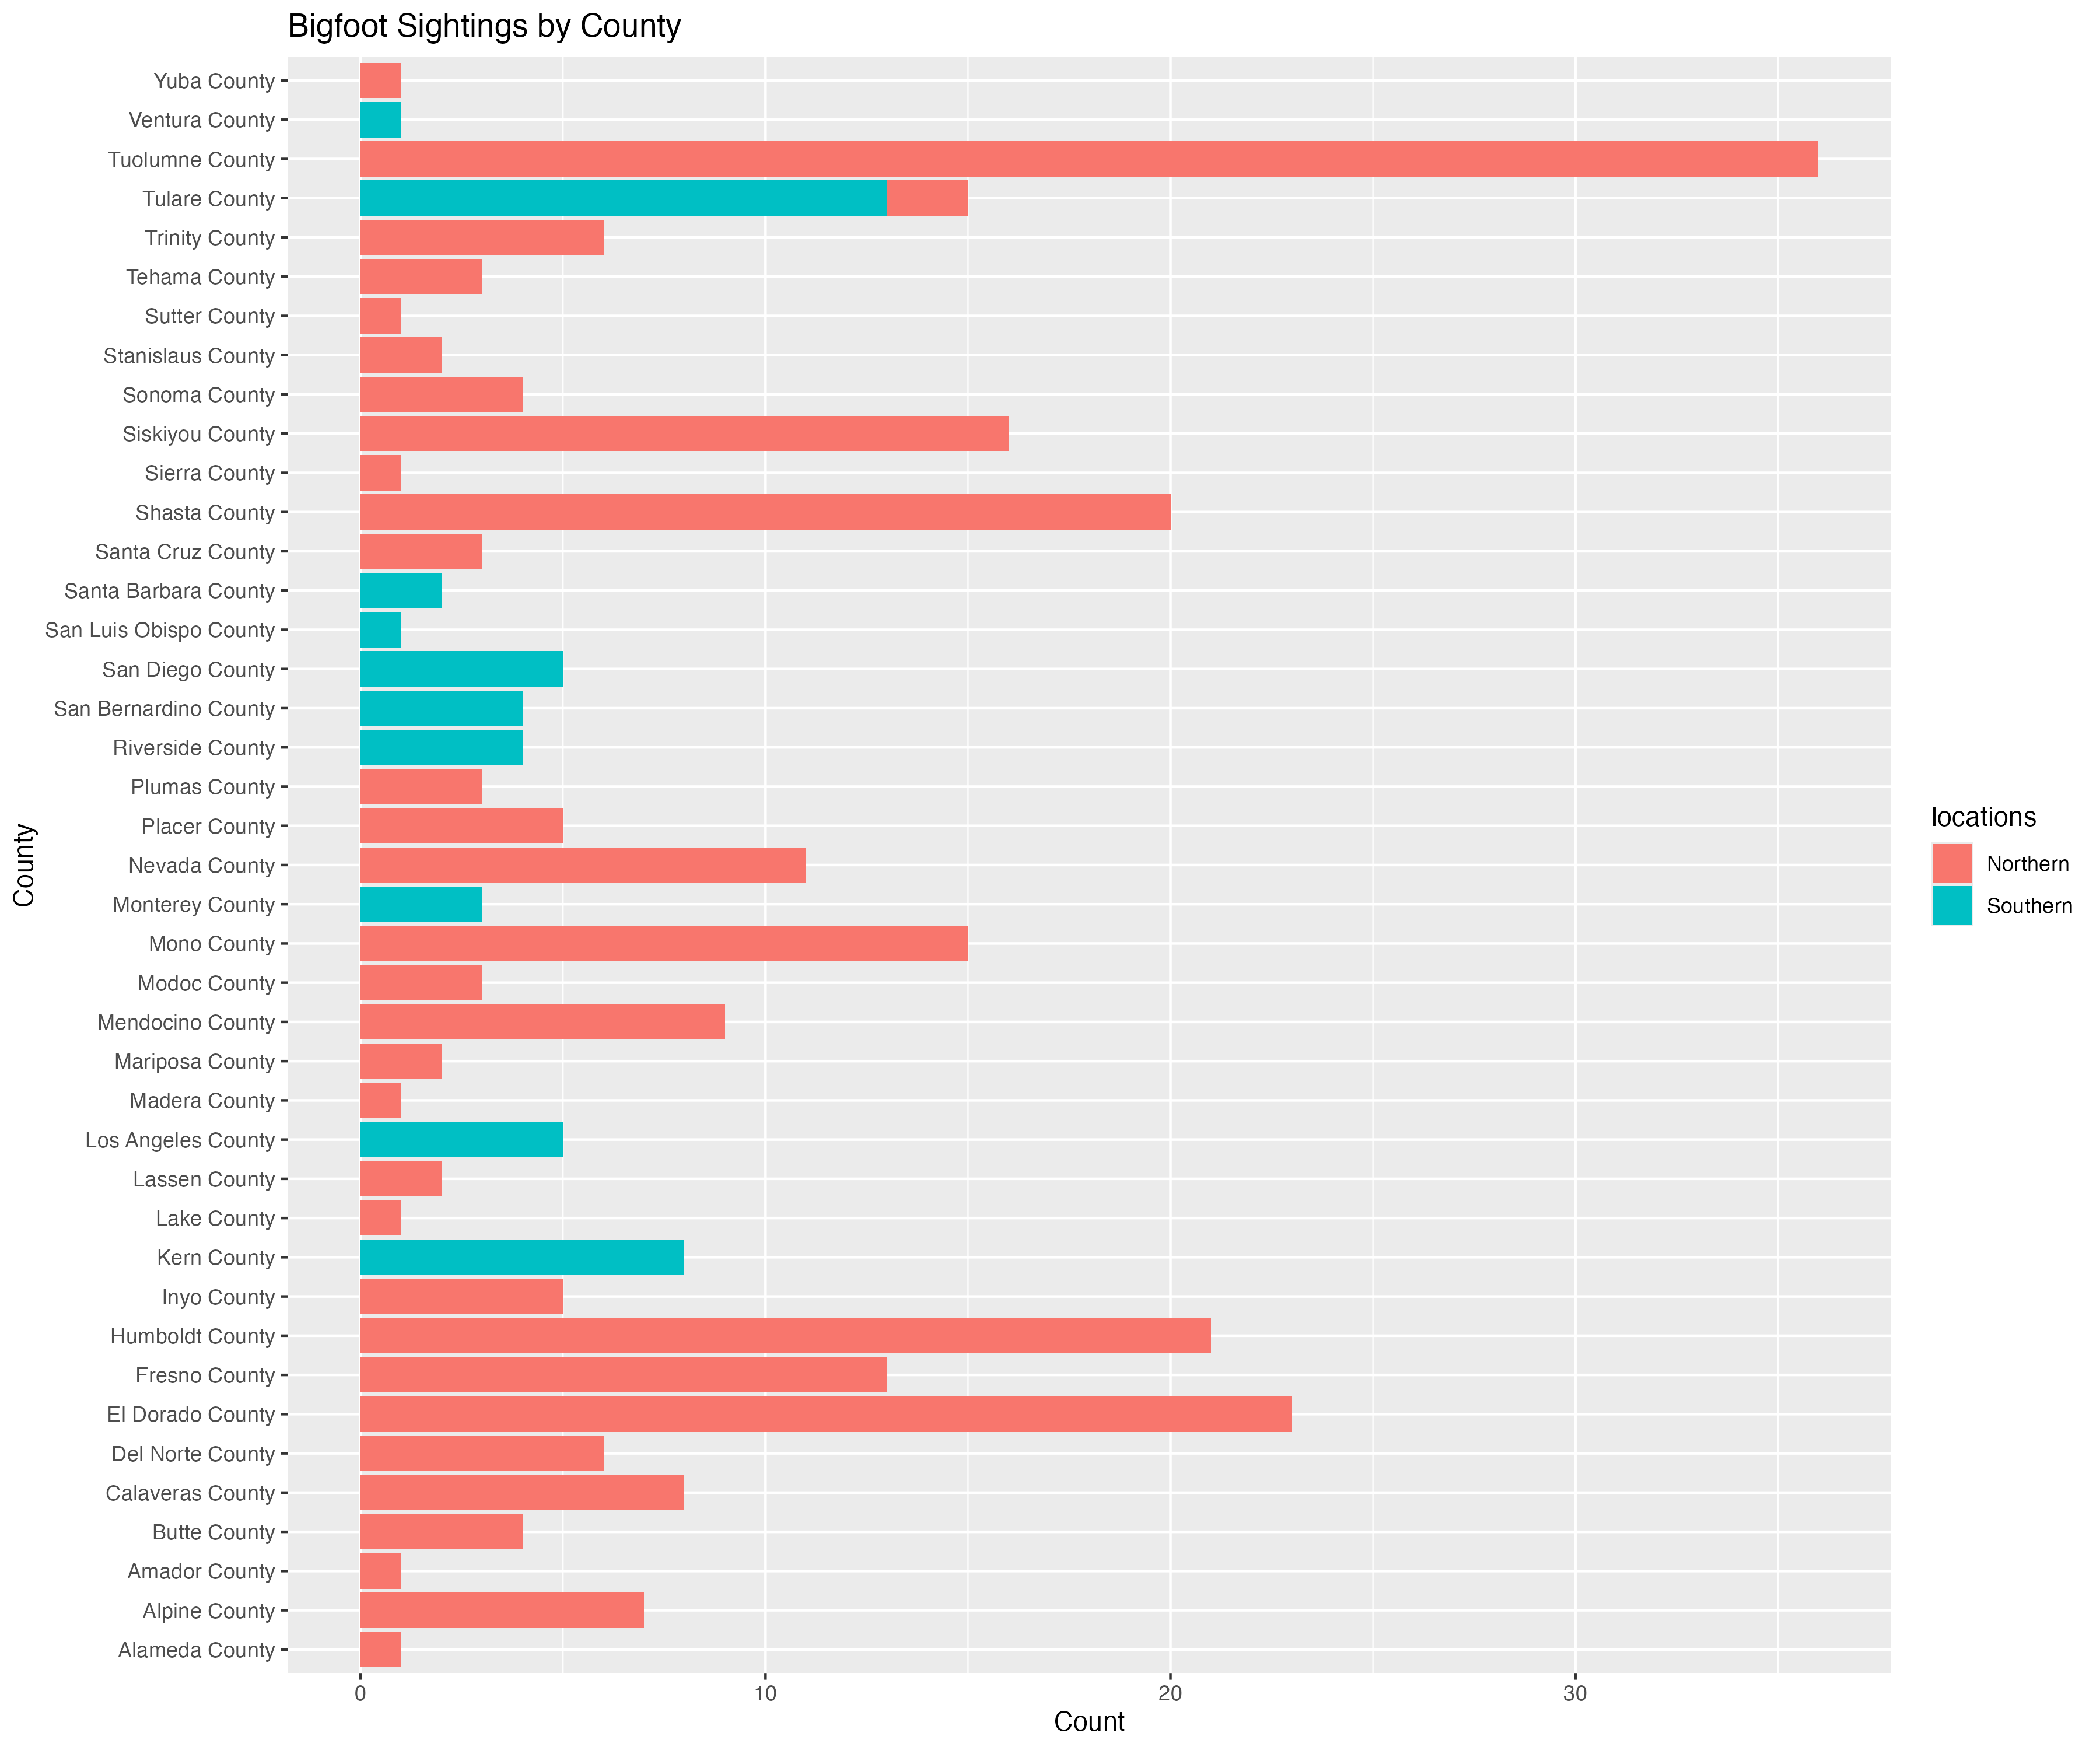 Bigfoot Sightings by County
Yuba County
Ventura County
Tuolumne County
Tulare County
Trinity County
Tehama County
Sutter County
Stanislaus County
Sonoma County
Siskiyou County
Sierra County
Shasta County
Santa Cruz County
Santa Barbara County
San Luis Obispo County
San Diego County
San Bernardino County
Riverside County
Plumas County
Placer County
Nevada County
Monterey County
Mono County
Modoc County
Mendocino County
Mariposa County
Madera County
Los Angeles County
Lassen County
Lake County
Kern County
Inyo County
Humboldt County
Fresno County
El Dorado County
Del Norte County
Calaveras County
Butte County
Amador County
Alpine County
Alameda County
County
0 10 20 30
Count
locations
Northern
Southern